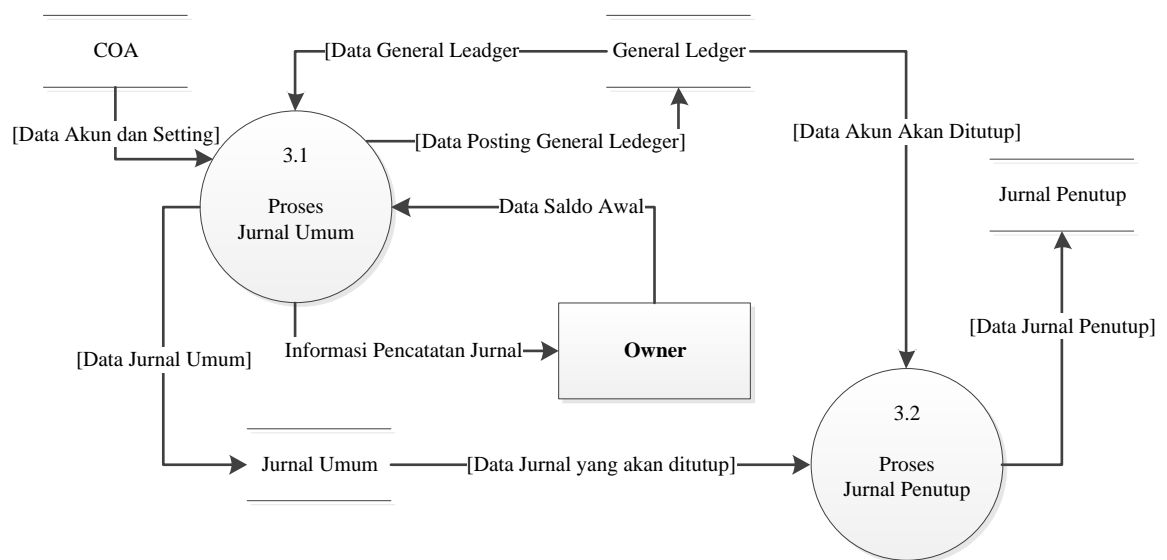 COA
[Data General Leadger
General Ledger
[Data Akun dan Setting]
3.1
Proses
Jurnal Umum
[Data Posting General Ledeger]
[Data Akun Akan Ditutup]
Jurnal Penutup
Data Saldo Awal
[Data Jurnal Umum]
Informasi Pencatatan Jurnal
Owner
[Data Jurnal Penutup]
3.2
Proses
Jurnal Penutup
Jurnal Umum
[Data Jurnal yang akan ditutup]